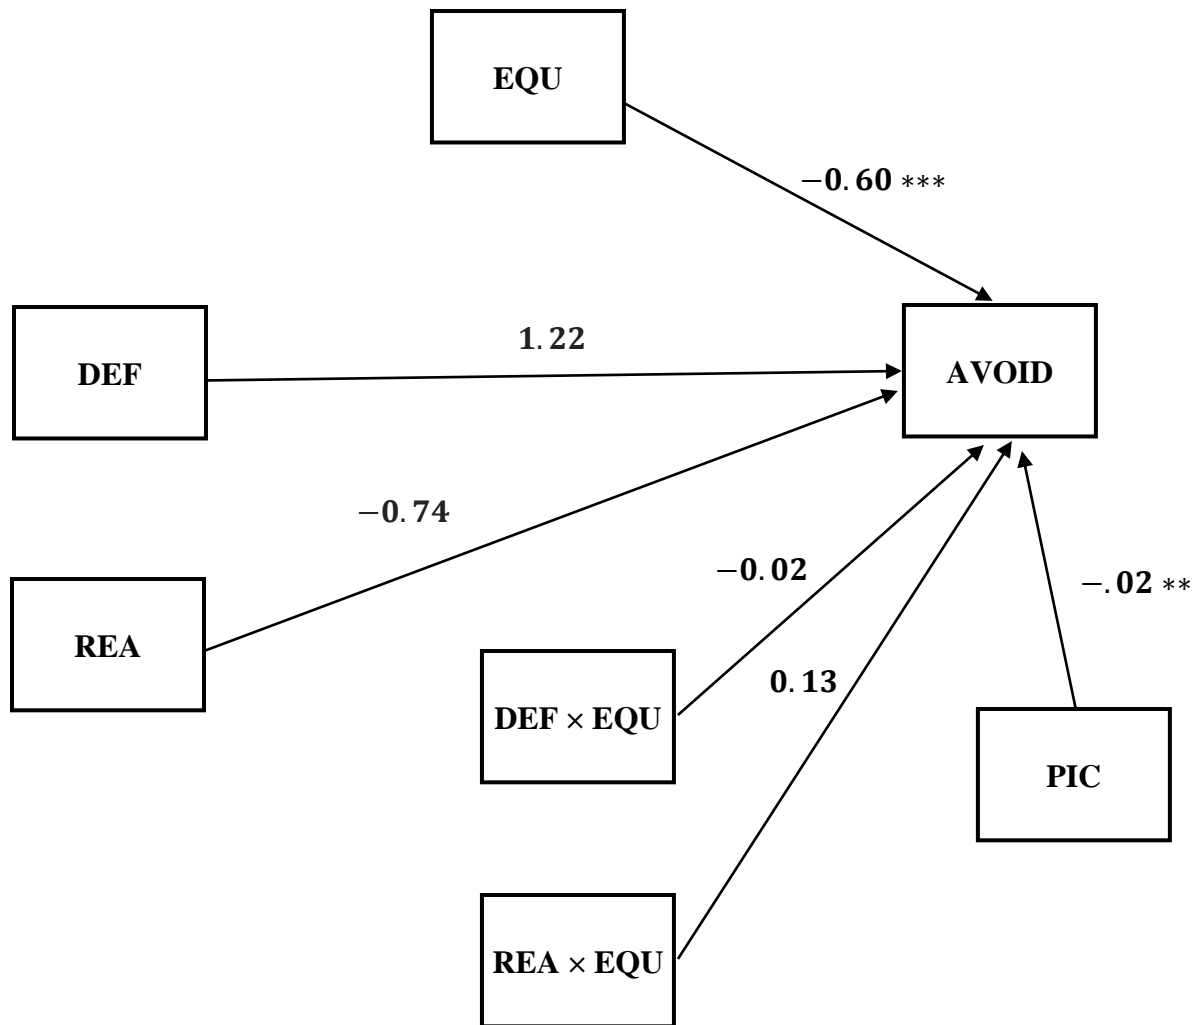 EQU
−0.60 ***
DEF
1.22
AVOID
−0.74
−0.02
−.02 **
REA
0.13
DEF × EQU
PIC
REA × EQU